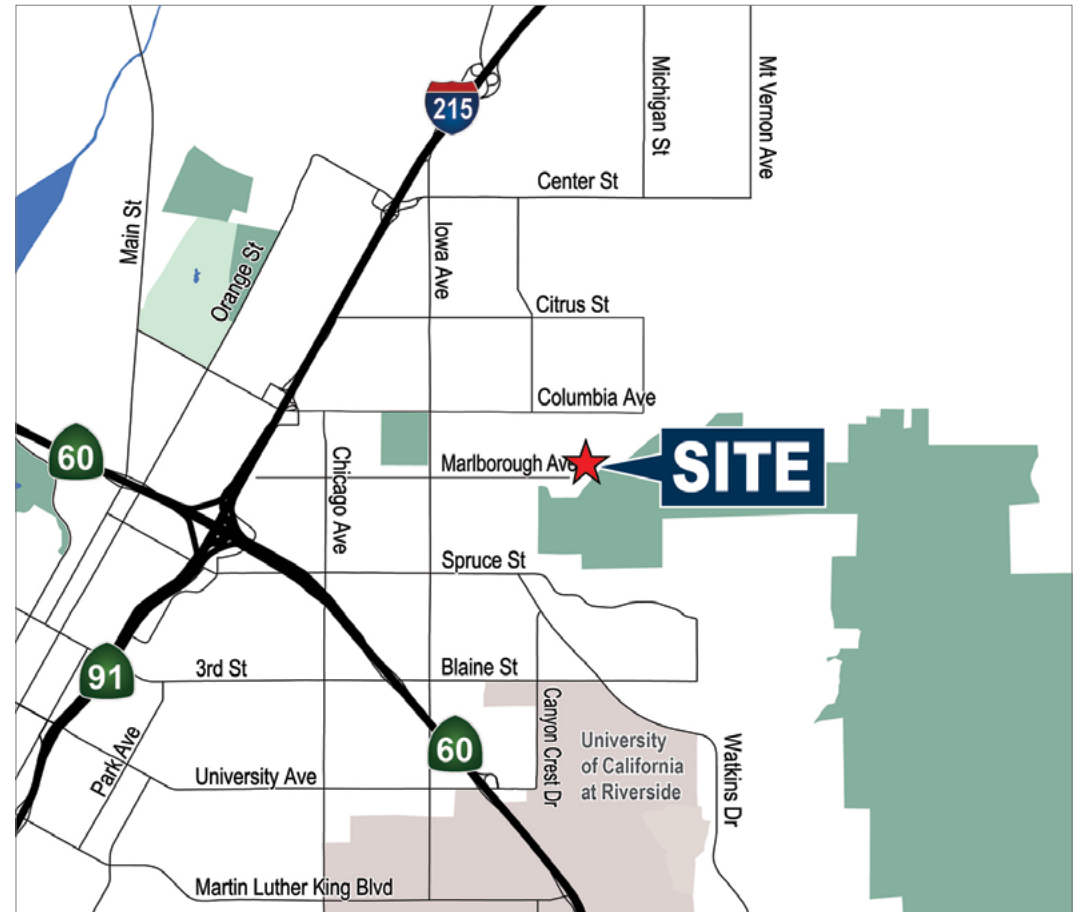 215
Michigan St
Mt Vernon Ave
Center St
Main St
Orange St
Iowa Ave
Citrus St
Columbia Ave
60
Chicago Ave
Marlborough Ave
SITE
Spruce St
91
3rd St
Blaine St
Canyon Crest Dr
60
University
of California
at Riverside
Watkins Dr
Park Ave
University Ave
Martin Luther King Blvd